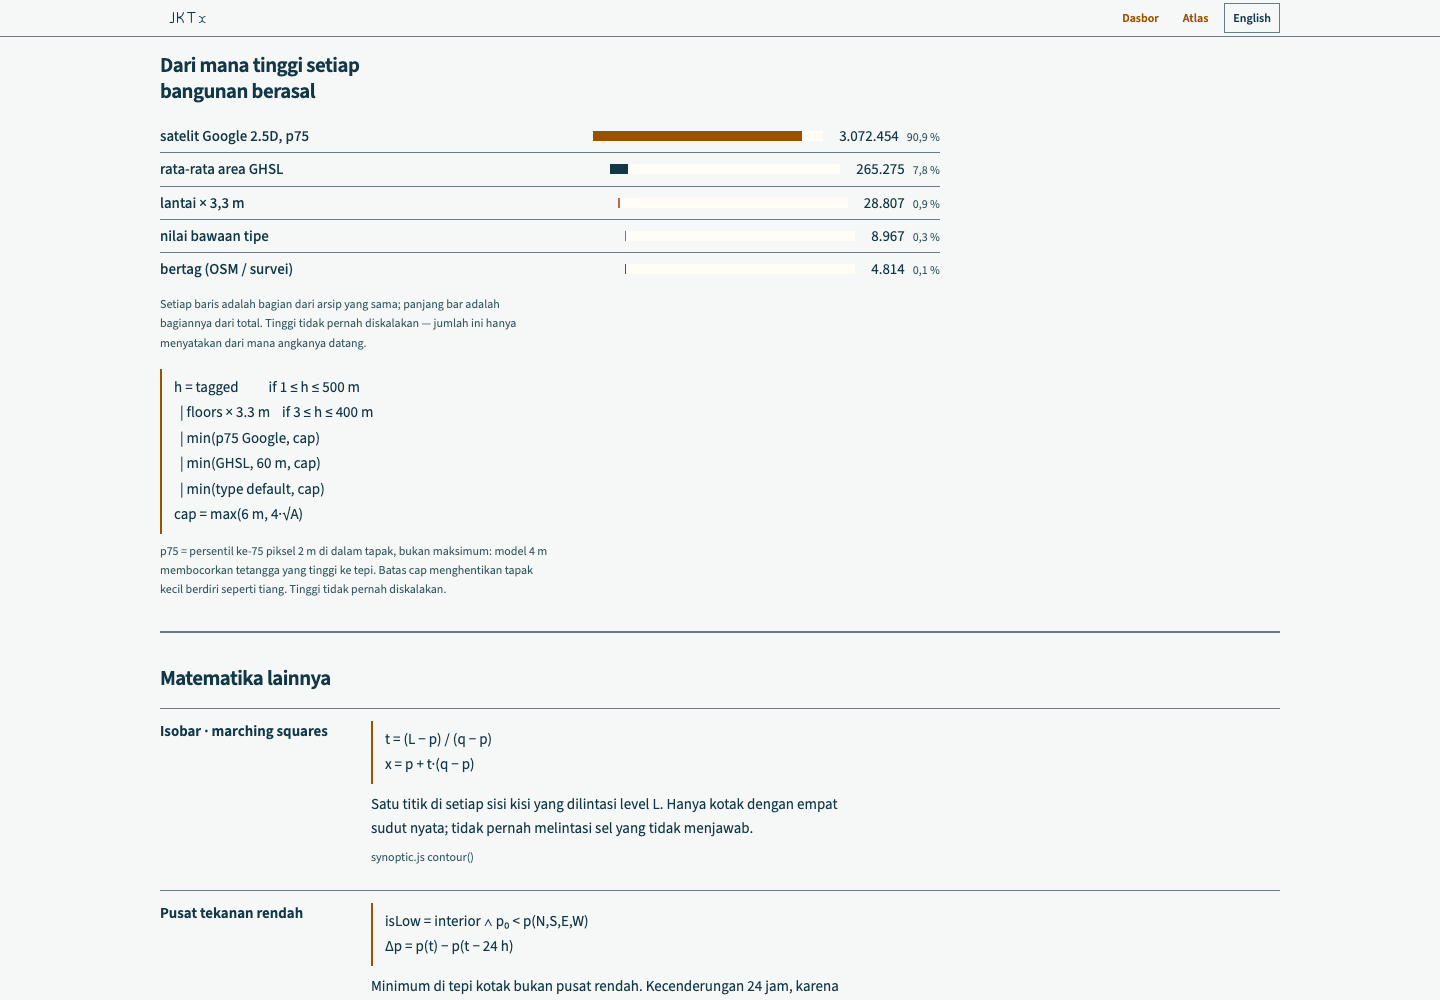 JKTx
Dasbor Atlas English
Dari mana tinggi setiap
bangunan berasal
satelit Google 2.5D, p75 3.072.454 90,9 %
rata-rata area GHSL 265.275 7,8 %
lantai × 3,3 m 28.807 0,9 %
nilai bawaan tipe 8.967 0,3 %
bertag (OSM / survei) 4.814 0,1 %
Setiap baris adalah bagian dari arsip yang sama; panjang bar adalah
bagiannya dari total. Tinggi tidak pernah diskalakan — jumlah ini hanya
menyatakan dari mana angkanya datang.
h = tagged if 1 ≤ h ≤ 500 m
| floors × 3.3 m if 3 ≤ h ≤ 400 m
| min(p75 Google, cap)
| min(GHSL, 60 m, cap)
| min(type default, cap)
cap = max(6 m, 4·√A)
p75 = persentil ke-75 piksel 2 m di dalam tapak, bukan maksimum: model 4 m
membocorkan tetangga yang tinggi ke tepi. Batas cap menghentikan tapak
kecil berdiri seperti tiang. Tinggi tidak pernah diskalakan.
Matematika lainnya
Isobar · marching squares
t = (L − p) / (q − p)
x = p + t·(q − p)
Satu titik di setiap sisi kisi yang dilintasi level L. Hanya kotak dengan empat
sudut nyata; tidak pernah melintasi sel yang tidak menjawab.
synoptic.js contour()
Pusat tekanan rendah
isLow = interior ∧ p₀ < p(N,S,E,W)
Δp = p(t) − p(t − 24 h)
Minimum di tepi kotak bukan pusat rendah. Kecenderungan 24 jam, karena